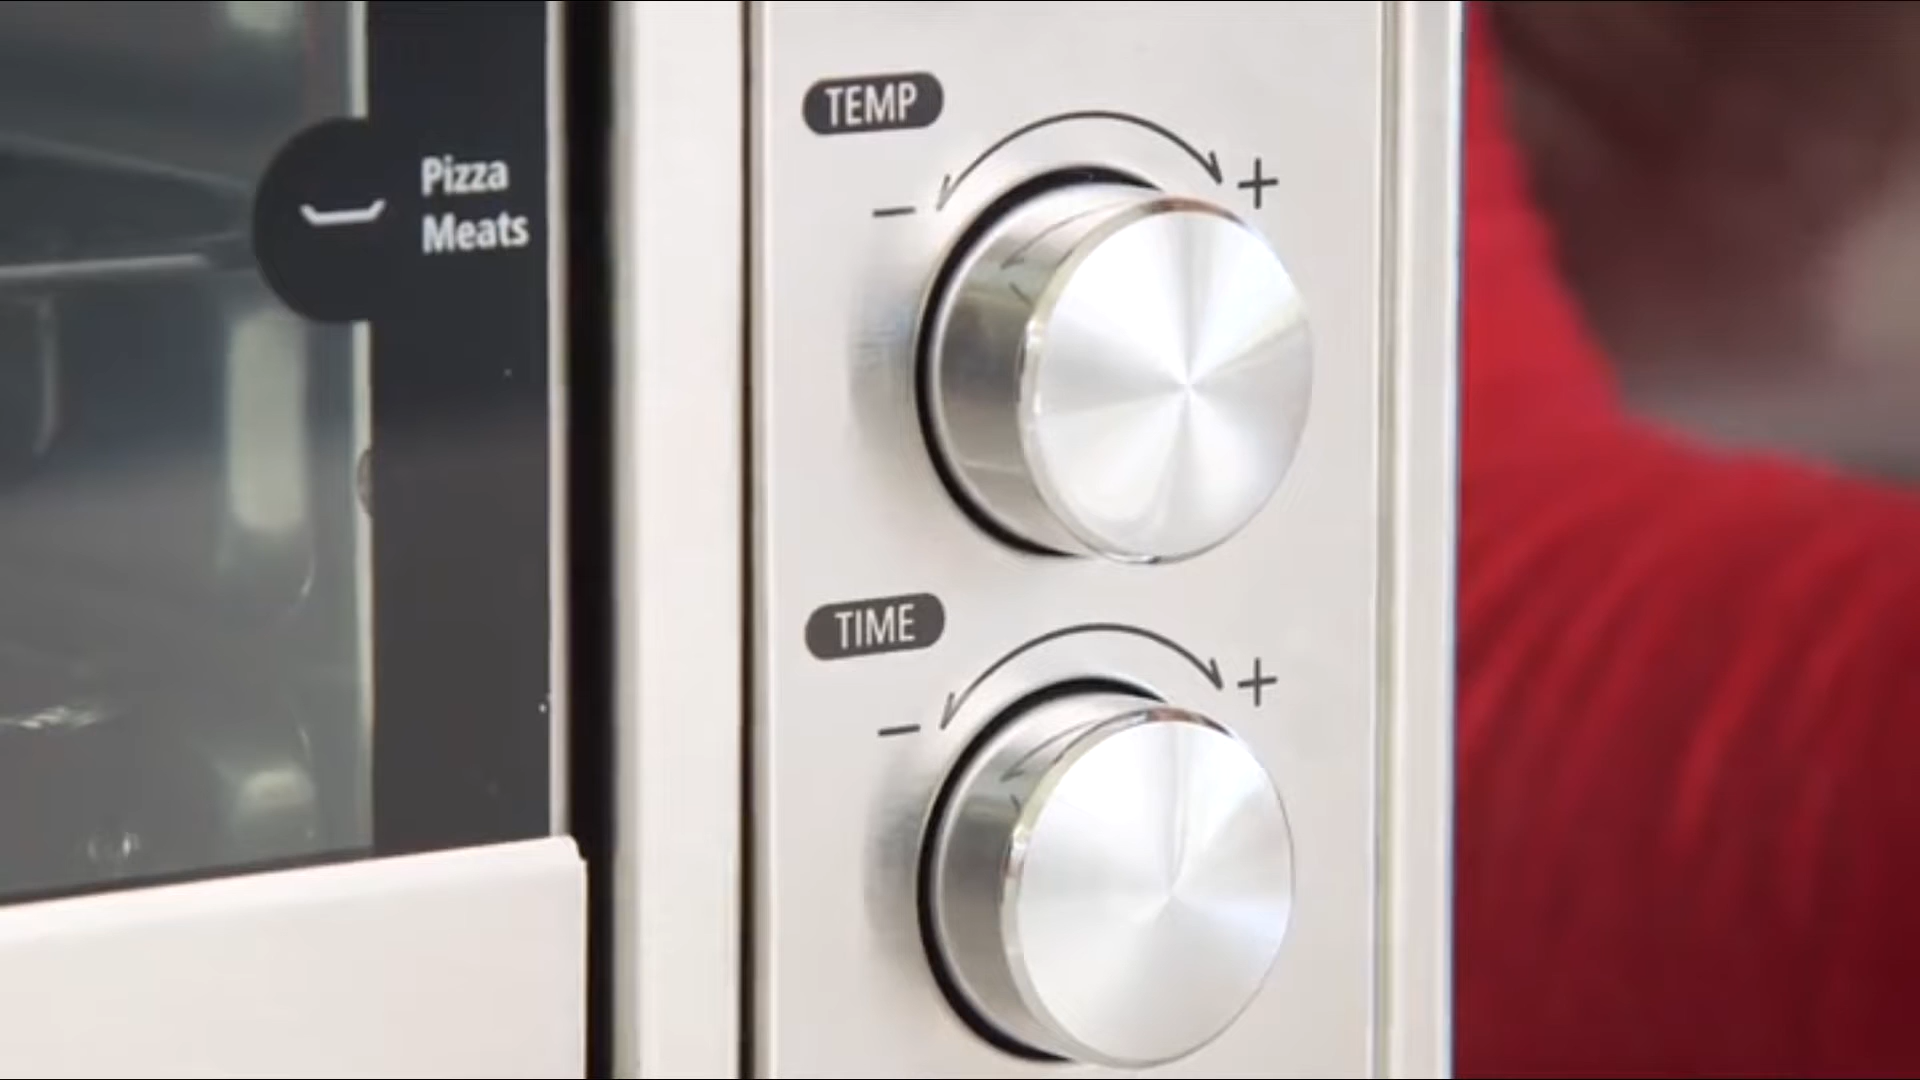 Pizza
Meats
TEMP
− +
TIME
− +